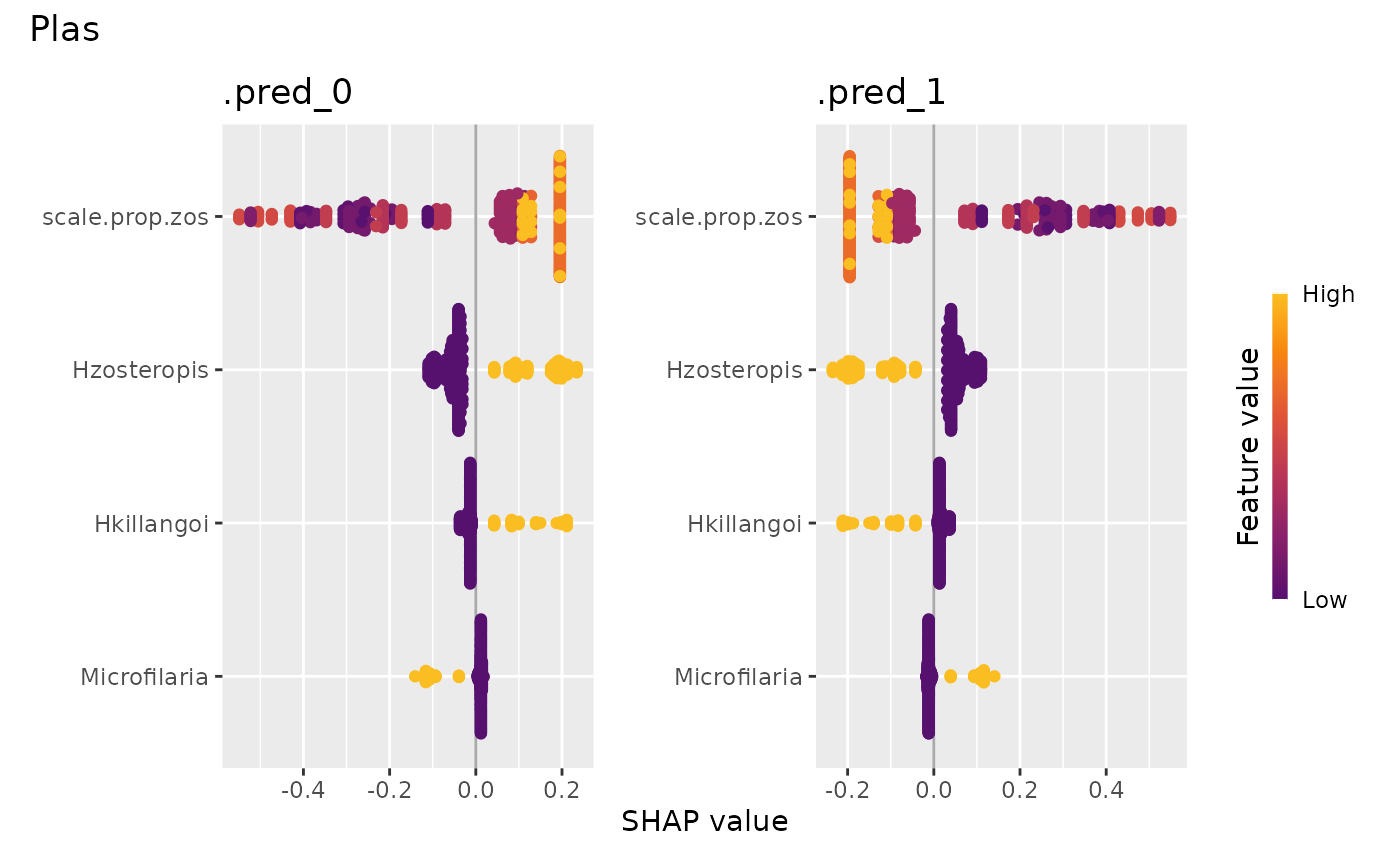 Plas
.pred_0
scale.prop.zos
Hzosteropis
Hkillangoi
Microfilaria
-0.4 -0.2 0.0 0.2
.pred_1
scale.prop.zos
Hzosteropis
Hkillangoi
Microfilaria
-0.2 0.0 0.2 0.4
SHAP value
Feature value
High
Low